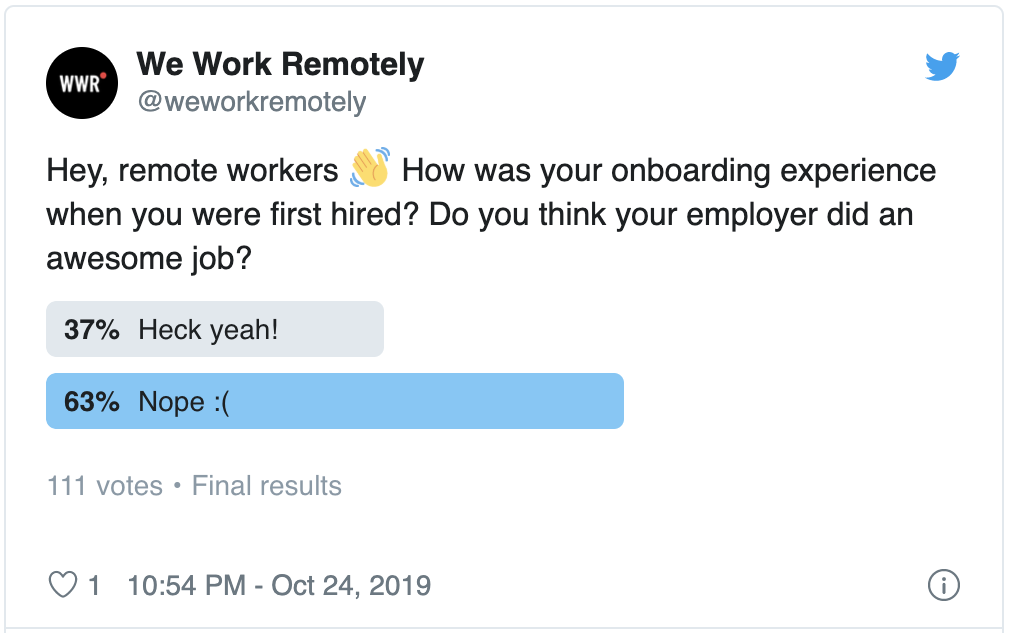 WWR
We Work Remotely
@weworkremotely
Hey, remote workers 👋 How was your onboarding experience
when you were first hired? Do you think your employer did an
awesome job?
37% Heck yeah!
63% Nope :(
111 votes • Final results
1 10:54 PM - Oct 24, 2019